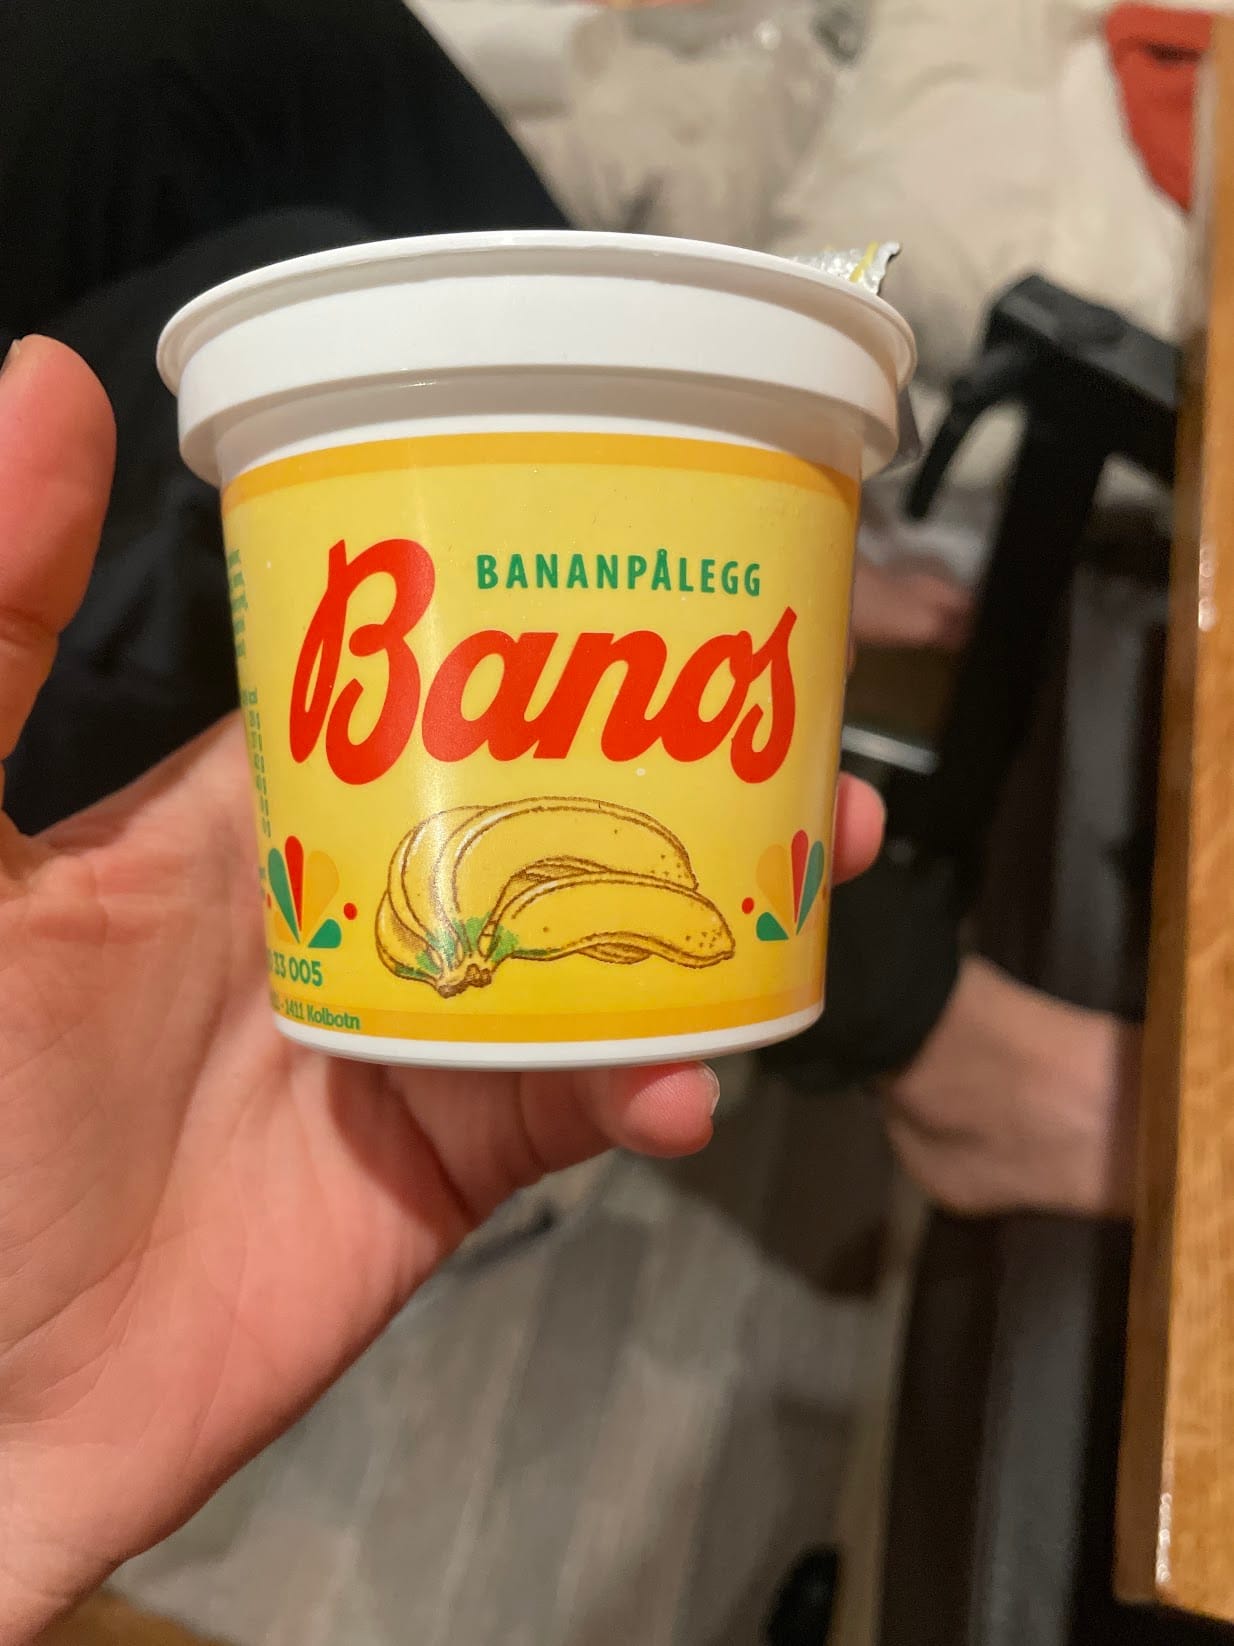 BANANPÅLEGG
Banos
33 005
- 1411 Kolbotn